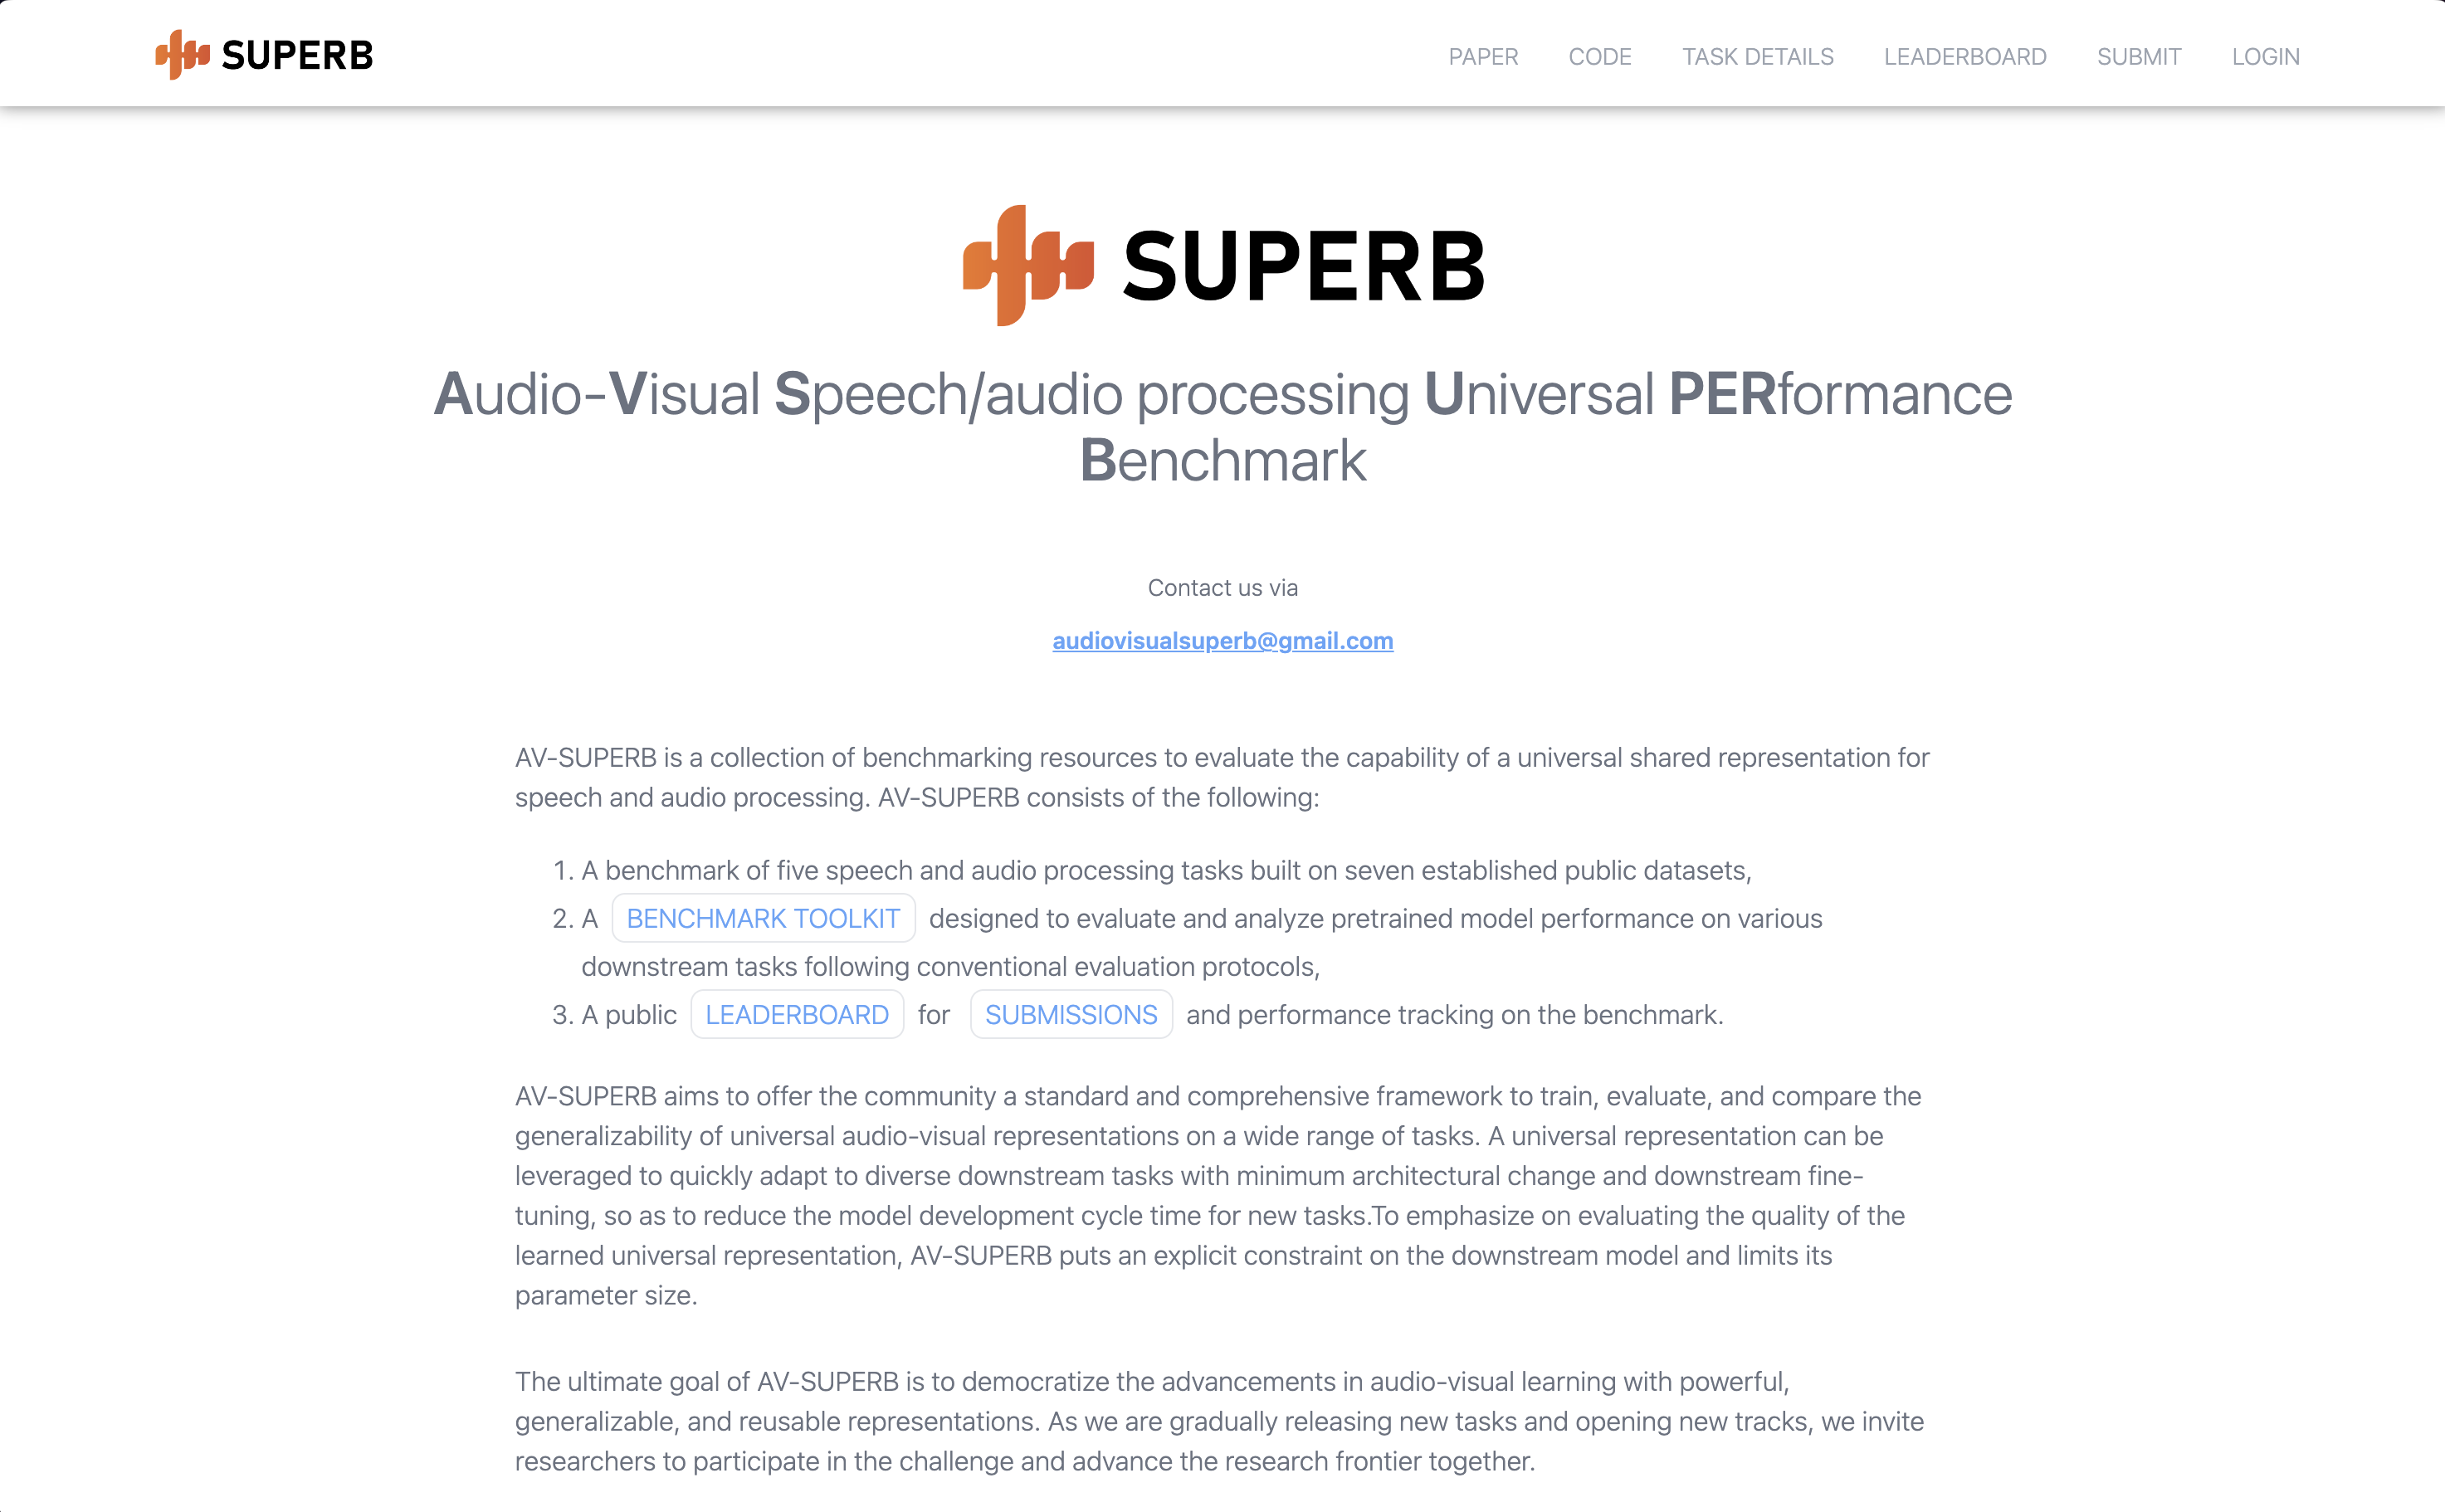 SUPERB
PAPER CODE TASK DETAILS LEADERBOARD SUBMIT LOGIN
SUPERB
Audio-Visual Speech/audio processing Universal PERformance
Benchmark
Contact us via
audiovisualsuperb@gmail.com
AV-SUPERB is a collection of benchmarking resources to evaluate the capability of a universal shared representation for
speech and audio processing. AV-SUPERB consists of the following:
1. A benchmark of five speech and audio processing tasks built on seven established public datasets,
2. A BENCHMARK TOOLKIT designed to evaluate and analyze pretrained model performance on various
downstream tasks following conventional evaluation protocols,
3. A public LEADERBOARD for SUBMISSIONS and performance tracking on the benchmark.
AV-SUPERB aims to offer the community a standard and comprehensive framework to train, evaluate, and compare the
generalizability of universal audio-visual representations on a wide range of tasks. A universal representation can be
leveraged to quickly adapt to diverse downstream tasks with minimum architectural change and downstream fine-
tuning, so as to reduce the model development cycle time for new tasks.To emphasize on evaluating the quality of the
learned universal representation, AV-SUPERB puts an explicit constraint on the downstream model and limits its
parameter size.
The ultimate goal of AV-SUPERB is to democratize the advancements in audio-visual learning with powerful,
generalizable, and reusable representations. As we are gradually releasing new tasks and opening new tracks, we invite
researchers to participate in the challenge and advance the research frontier together.